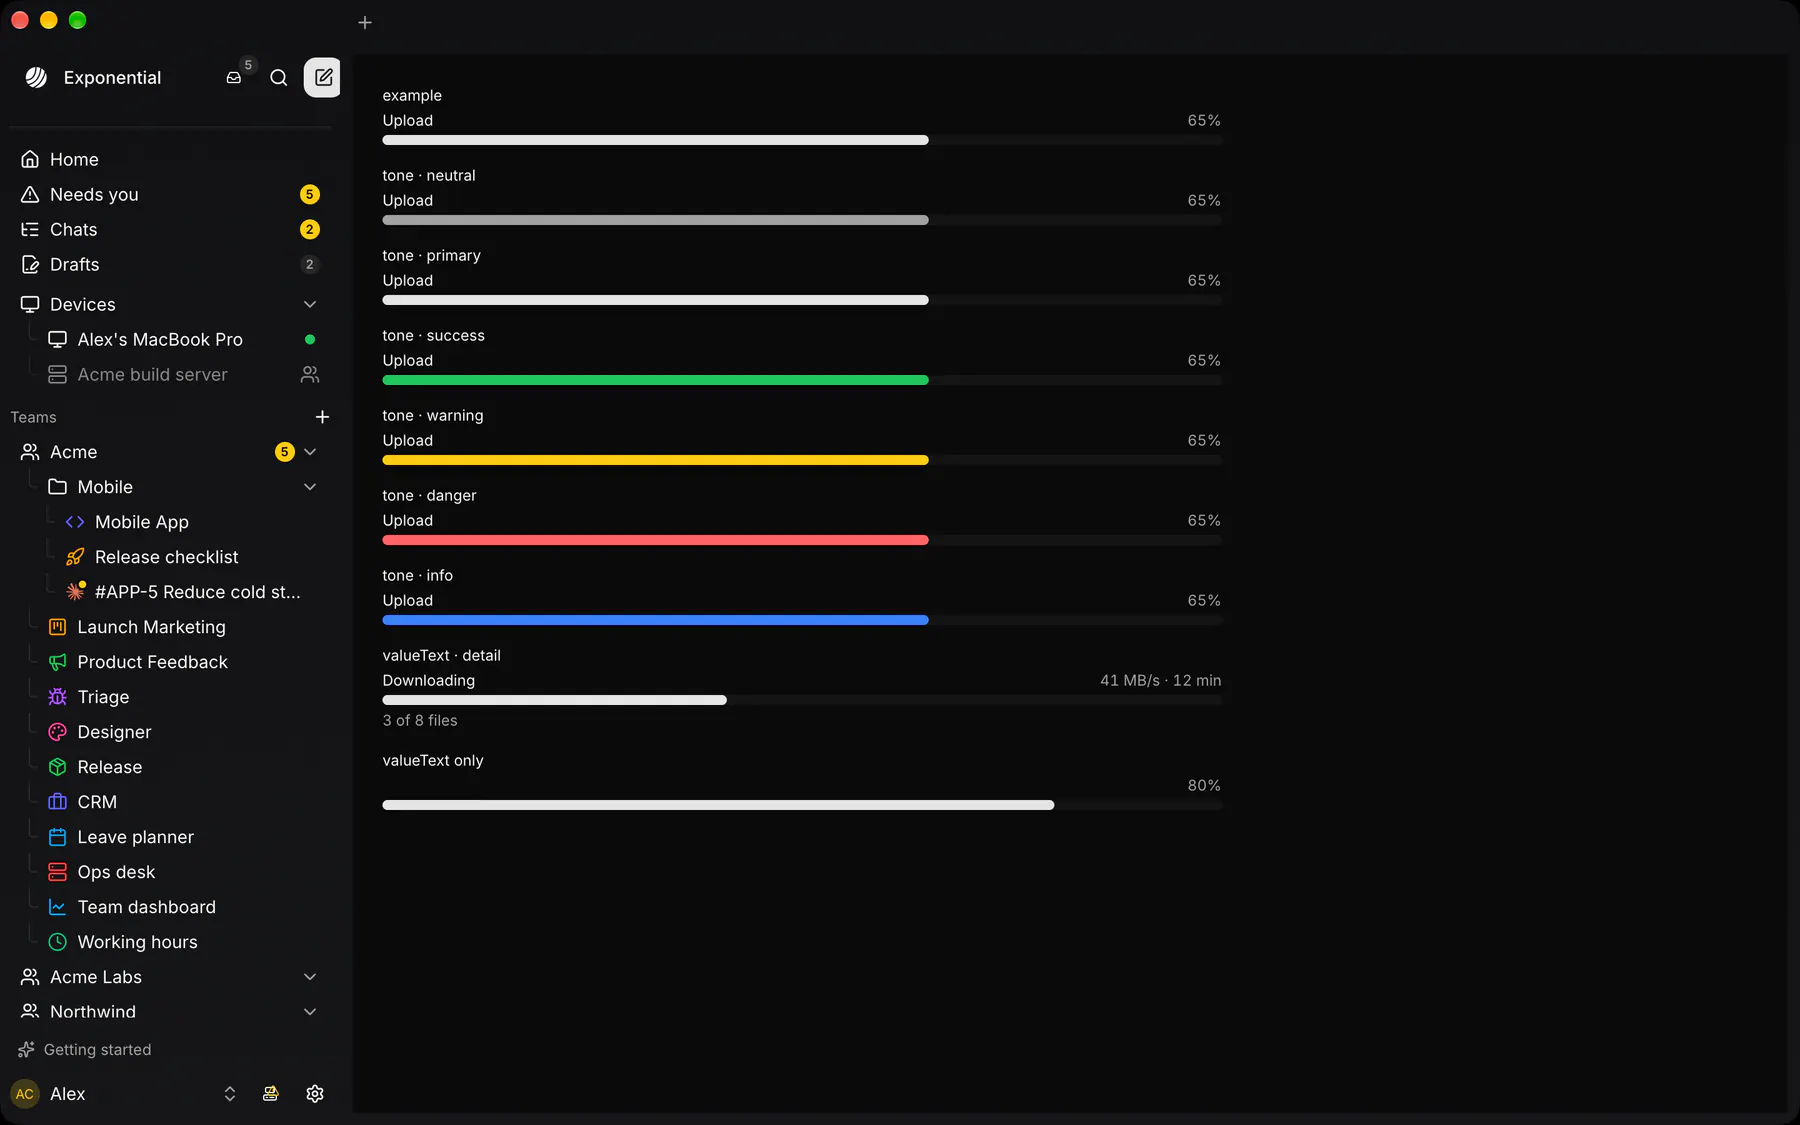 Exponential
5
Home
Needs you
5
Chats
2
Drafts
2
Devices
Alex's MacBook Pro
Acme build server
Teams
Acme
5
Mobile
Mobile App
Release checklist
#APP-5 Reduce cold st...
Launch Marketing
Product Feedback
Triage
Designer
Release
CRM
Leave planner
Ops desk
Team dashboard
Working hours
Acme Labs
Northwind
Getting started
AC
Alex
example
Upload 65%
tone · neutral
Upload 65%
tone · primary
Upload 65%
tone · success
Upload 65%
tone · warning
Upload 65%
tone · danger
Upload 65%
tone · info
Upload 65%
valueText · detail
Downloading 41 MB/s · 12 min
3 of 8 files
valueText only
80%